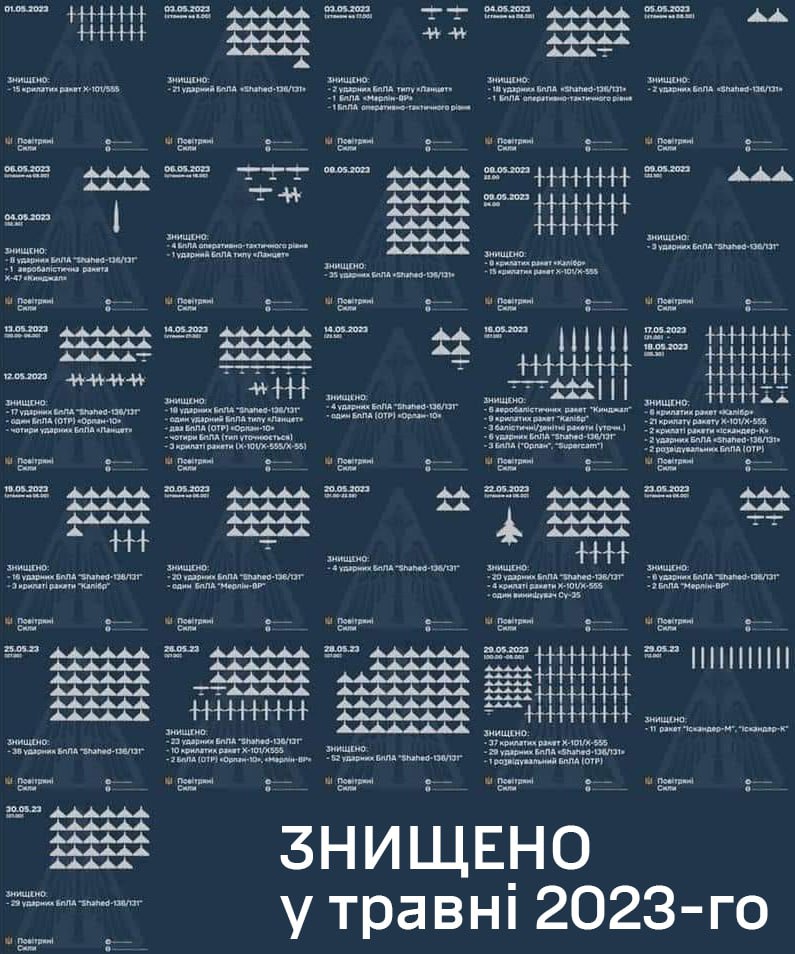 01.05.2023
(станом на 6.00)
ЗНИЩЕНО:
- 15 крилатих ракет Х-101/555
Повітряні
Сили
03.05.2023
(станом на 8.00)
ЗНИЩЕНО:
- 21 ударний БпЛА «Shahed-136/131»
Повітряні
Сили
03.05.2023
(станом на 17.00)
ЗНИЩЕНО:
- 2 ударних БпЛА типу «Ланцет»
- 1 БпЛА «Мерлін-ВР»
- 1 БпЛА оперативно-тактичного рівня
Повітряні
Сили
04.05.2023
(станом на 08.00)
ЗНИЩЕНО:
- 18 ударних БпЛА «Shahed-136/131»
- 1 БпЛА оперативно-тактичного рівня
Повітряні
Сили
05.05.2023
(станом на 08.30)
ЗНИЩЕНО:
- 2 ударних БпЛА «Shahed-136/131»
Повітряні
Сили
06.05.2023
(станом на 08.00)
04.05.2023
(02.30)
ЗНИЩЕНО:
- 8 ударних БпЛА "Shahed-136/131"
- 1 аеробалістична ракета
Х-47 «Кинджал»
Повітряні
Сили
06.05.2023
ЗНИЩЕНО:
- 4 БпЛА оперативно-тактичного рівня
- 1 ударний БпЛА типу «Ланцет»
Повітряні
Сили
08.05.2023
ЗНИЩЕНО:
- 35 ударних БпЛА «Shahed-136/131»
Повітряні
Сили
08.05.2023
22.00
09.05.2023
04.00
ЗНИЩЕНО:
- 8 крилатих ракет «Калібр»
- 15 крилатих ракет Х-101/Х-555
Повітряні
Сили
09.05.2023
(22.30)
ЗНИЩЕНО:
- 3 ударних БпЛА "Shahed-136/131"
Повітряні
Сили
13.05.2023
12.05.2023
ЗНИЩЕНО:
- 17 ударних БпЛА "Shahed-136/131"
- один БпЛА (ОТР) «Орлан-10»
- чотири ударних БпЛА «Ланцет»
Повітряні
Сили
14.05.2023
ЗНИЩЕНО:
- 18 ударних БпЛА "Shahed-136/131"
- один ударний БпЛА типу «Ланцет»
- два БпЛА (ОТР) «Орлан-10»
- чотири БпЛА (тип уточнюється)
- 3 крилаті ракети (Х-101/Х-555/Х-55)
Повітряні
Сили
14.05.2023
ЗНИЩЕНО:
- 4 ударних БпЛА "Shahed-136/131"
- один БпЛА (ОТР) «Орлан-10»
Повітряні
Сили
16.05.2023
(07.00)
ЗНИЩЕНО:
- 6 аеробалістичних ракет "Кинджал"
- 9 крилатих ракет "Калібр"
- 3 балістичні/зенітні ракети (уточ.)
- 6 ударних БпЛА "Shahed-136/131"
- 3 БпЛА ("Орлан", "Supercam")
Повітряні
Сили
17.05.2023
(21.00) -
18.05.2023
(05.30)
ЗНИЩЕНО:
- 6 крилатих ракет «Калібр»
- 21 крилату ракету Х-101/Х-555
- 2 крилаті ракети «Іскандер-К»
- 2 ударних БпЛА «Shahed-136/131»
- 2 розвідувальних БпЛА (ОТР)
Повітряні
Сили
19.05.2023
(станом на 06.00)
ЗНИЩЕНО:
- 16 ударних БпЛА "Shahed-136/131"
- 3 крилаті ракети "Калібр"
Повітряні
Сили
20.05.2023
(станом на 06.00)
ЗНИЩЕНО:
- 20 ударних БпЛА "Shahed-136/131"
- один БпЛА "Мерлін-ВР"
Повітряні
Сили
20.05.2023
ЗНИЩЕНО:
- 4 ударних БпЛА "Shahed-136/131"
Повітряні
Сили
22.05.2023
(станом на 06.00)
ЗНИЩЕНО:
- 20 ударних БпЛА "Shahed-136/131"
- 4 крилаті ракети Х-101/Х-555
- один винищувач Су-35
Повітряні
Сили
23.05.2023
(станом на 06.00)
ЗНИЩЕНО:
- 6 ударних БпЛА "Shahed-136/131"
- 2 БпЛА "Мерлін-ВР"
Повітряні
Сили
25.05.23
(07.00)
ЗНИЩЕНО:
- 36 ударних БпЛА "Shahed-136/131"
Повітряні
Сили
26.05.23
(07.00)
ЗНИЩЕНО:
- 23 ударних БпЛА "Shahed-136/131"
- 10 крилатих ракет Х-101/Х555
- 2 БпЛА (ОТР) «Орлан-10», «Мерлін-ВР»
Повітряні
Сили
28.05.23
(07.00)
ЗНИЩЕНО:
- 52 ударних БпЛА "Shahed-136/131"
Повітряні
Сили
29.05.2023
ЗНИЩЕНО:
- 37 крилатих ракет Х-101/Х-555
- 29 ударних БпЛА «Shahed-136/131»
- 1 розвідувальний БпЛА (ОТР)
Повітряні
Сили
29.05.23
ЗНИЩЕНО:
- 11 ракет "Іскандер-М", "Іскандер-К"
Повітряні
Сили
30.05.23
(07.00)
ЗНИЩЕНО:
- 29 ударних БпЛА "Shahed-136/131"
Повітряні
Сили
ЗНИЩЕНО
у травні 2023-го